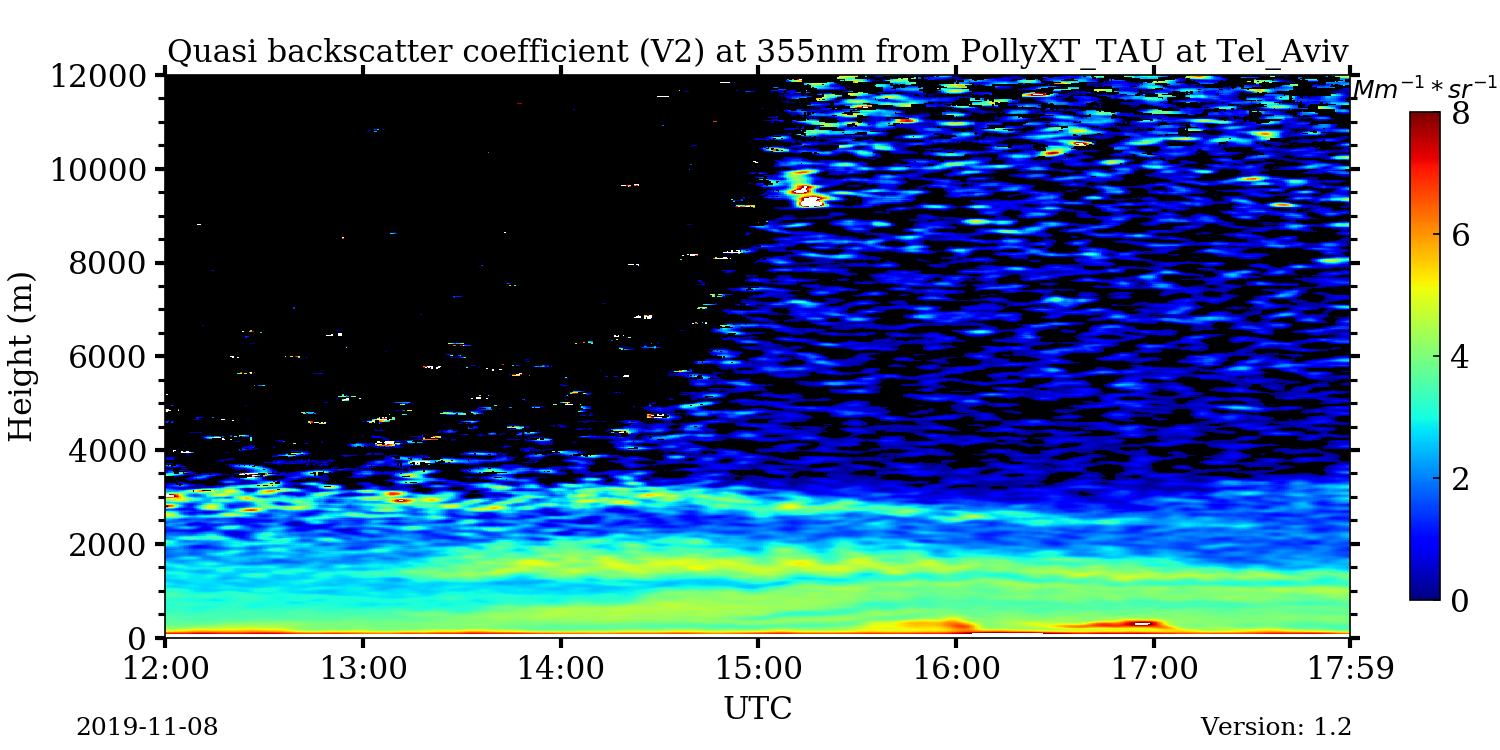 Quasi backscatter coefficient (V2) at 355nm from PollyXT_TAU at Tel_Aviv
Mm⁻¹ * sr⁻¹
12000
10000
8000
6000
4000
2000
0
Height (m)
8
6
4
2
0
12:00 13:00 14:00 15:00 16:00 17:00 17:59
UTC
2019-11-08
Version: 1.2